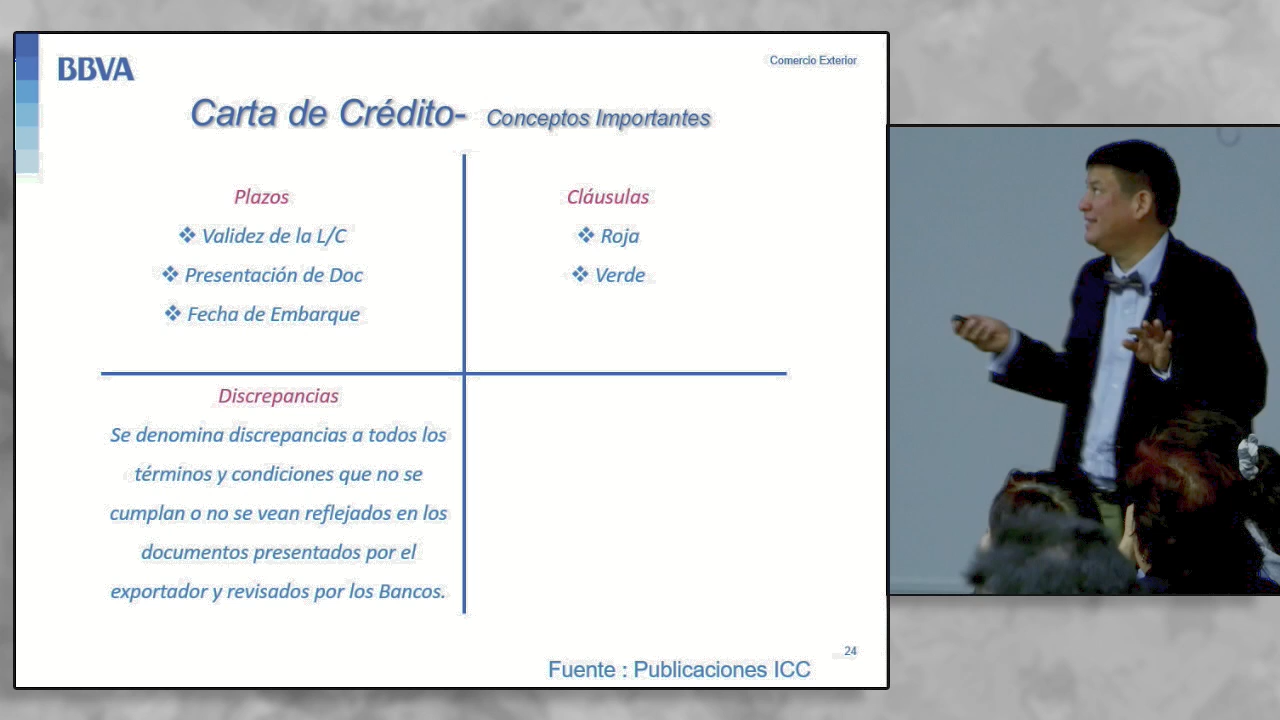 BBVA
Comercio Exterior
Carta de Crédito- Conceptos Importantes
Plazos
❖ Validez de la L/C
❖ Presentación de Doc
❖ Fecha de Embarque
Cláusulas
❖ Roja
❖ Verde
Discrepancias
Se denomina discrepancias a todos los
términos y condiciones que no se
cumplan o no se vean reflejados en los
documentos presentados por el
exportador y revisados por los Bancos.
24
Fuente : Publicaciones ICC